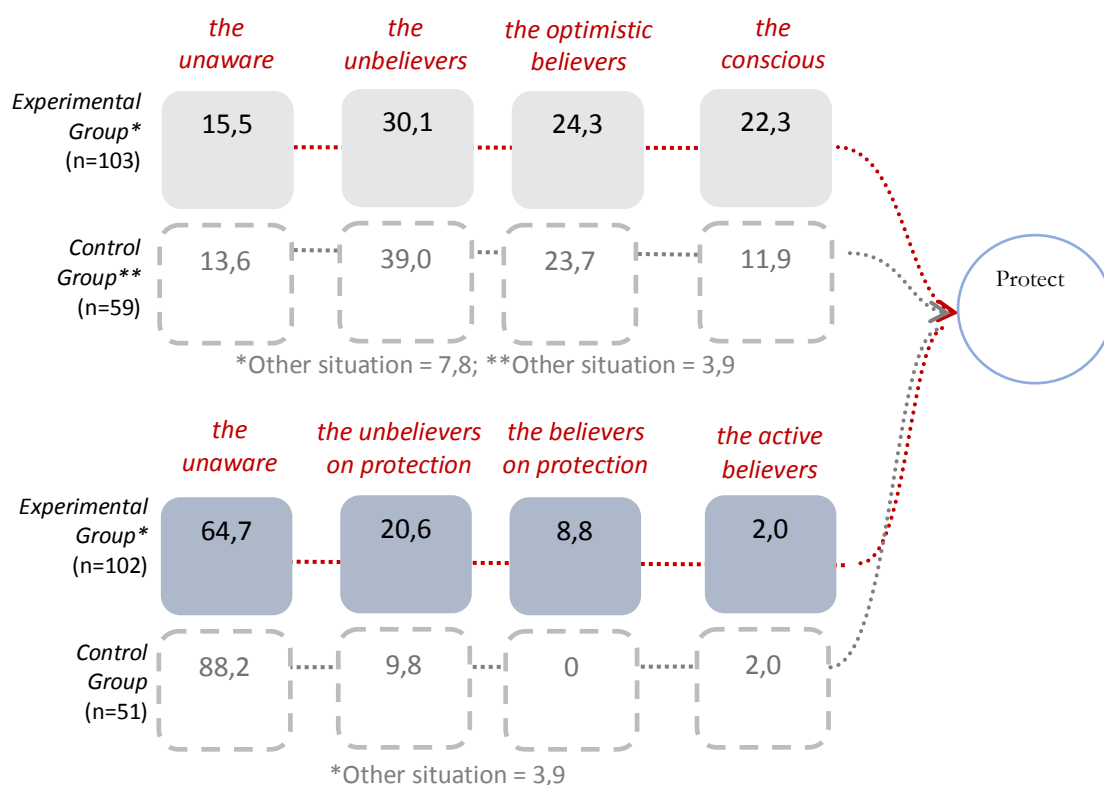 the
unaware
the
unbelievers
the optimistic
believers
the
conscious
Experimental
Group*
(n=103)
15,5
30,1
24,3
22,3
Control
Group**
(n=59)
13,6
39,0
23,7
11,9
Protect
*Other situation = 7,8; **Other situation = 3,9
the
unaware
the unbelievers
on protection
the believers
on protection
the active
believers
Experimental
Group*
(n=102)
64,7
20,6
8,8
2,0
Control
Group
(n=51)
88,2
9,8
0
2,0
*Other situation = 3,9